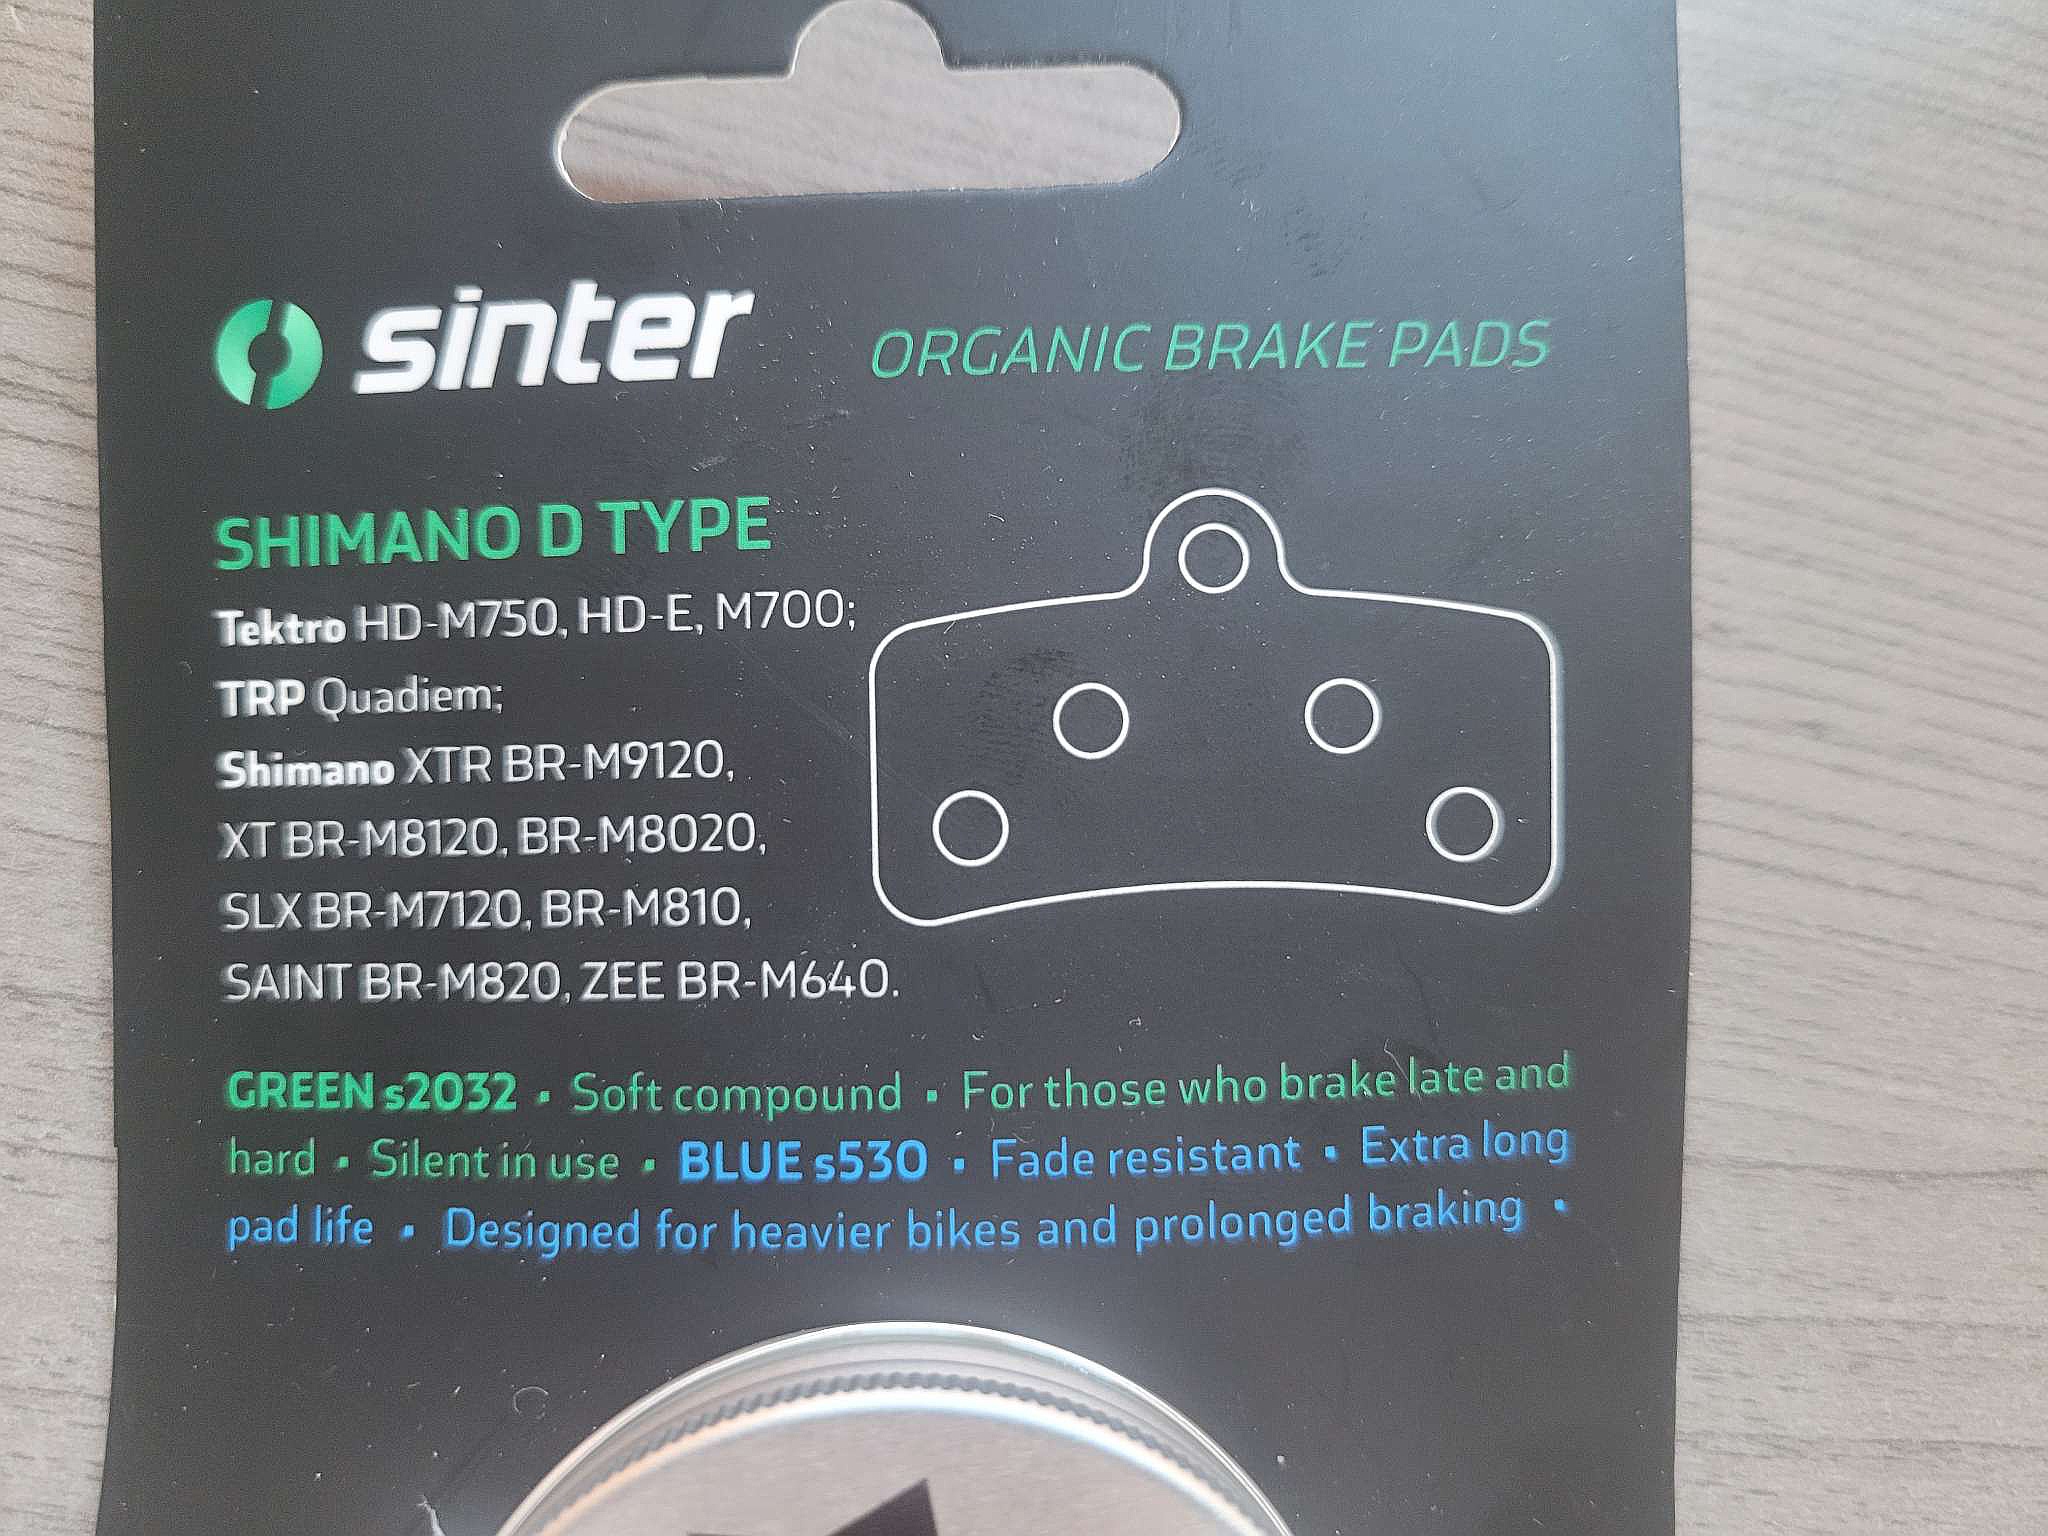 sinter
ORGANIC BRAKE PADS
SHIMANO D TYPE
Tektro HD-M750, HD-E, M700;
TRP Quadiem;
Shimano XTR BR-M9120,
XT BR-M8120, BR-M8020,
SLX BR-M7120, BR-M810,
SAINT BR-M820, ZEE BR-M640.
GREEN s2032 • Soft compound • For those who brake late and
hard • Silent in use • BLUE s530 • Fade resistant • Extra long
pad life • Designed for heavier bikes and prolonged braking •